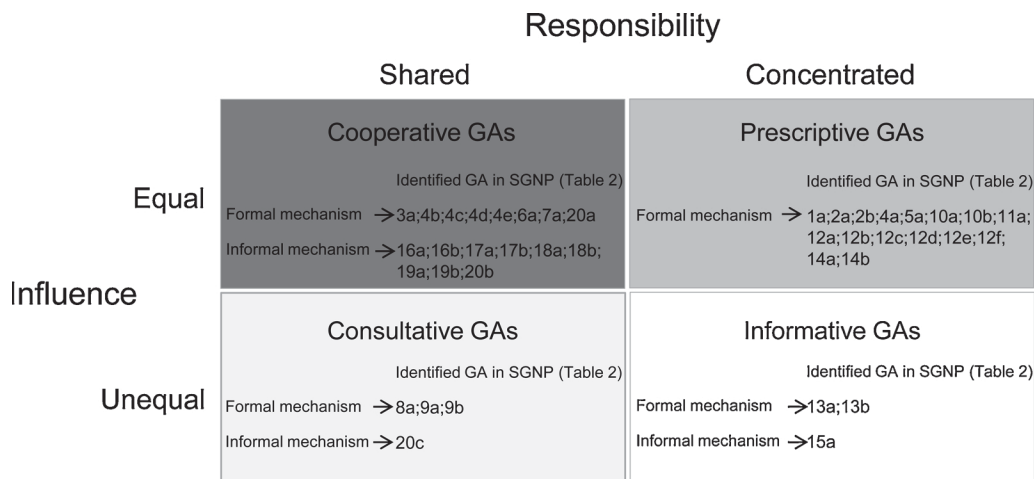 Responsibility
Shared
Concentrated
Influence
Equal
Cooperative GAs
Identified GA in SGNP (Table 2)
Formal mechanism → 3a;4b;4c;4d;4e;6a;7a;20a
Informal mechanism → 16a;16b;17a;17b;18a;18b;
19a;19b;20b
Prescriptive GAs
Identified GA in SGNP (Table 2)
Formal mechanism → 1a;2a;2b;4a;5a;10a;10b;11a;
12a;12b;12c;12d;12e;12f;
14a;14b
Unequal
Consultative GAs
Identified GA in SGNP (Table 2)
Formal mechanism → 8a;9a;9b
Informal mechanism → 20c
Informative GAs
Identified GA in SGNP (Table 2)
Formal mechanism → 13a;13b
Informal mechanism → 15a